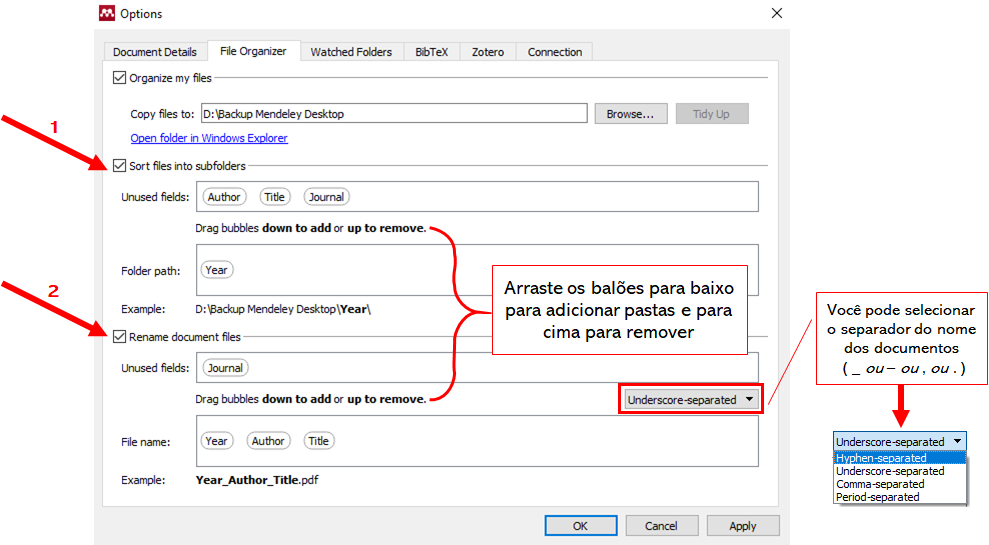 Options
Document Details File Organizer Watched Folders BibTeX Zotero Connection
Organize my files
Copy files to: D:\Backup Mendeley Desktop Browse... Tidy Up
Open folder in Windows Explorer
1
Sort files into subfolders
Unused fields: Author Title Journal
Drag bubbles down to add or up to remove.
Folder path: Year
Example: D:\Backup Mendeley Desktop\Year\
Arraste os balões para baixo
para adicionar pastas e para
cima para remover
2
Rename document files
Unused fields: Journal
Drag bubbles down to add or up to remove. Underscore-separated
File name: Year Author Title
Example: Year_Author_Title.pdf
OK Cancel Apply
Você pode selecionar
o separador do nome
dos documentos
( _ ou – ou , ou . )
Underscore-separated
Hyphen-separated
Underscore-separated
Comma-separated
Period-separated